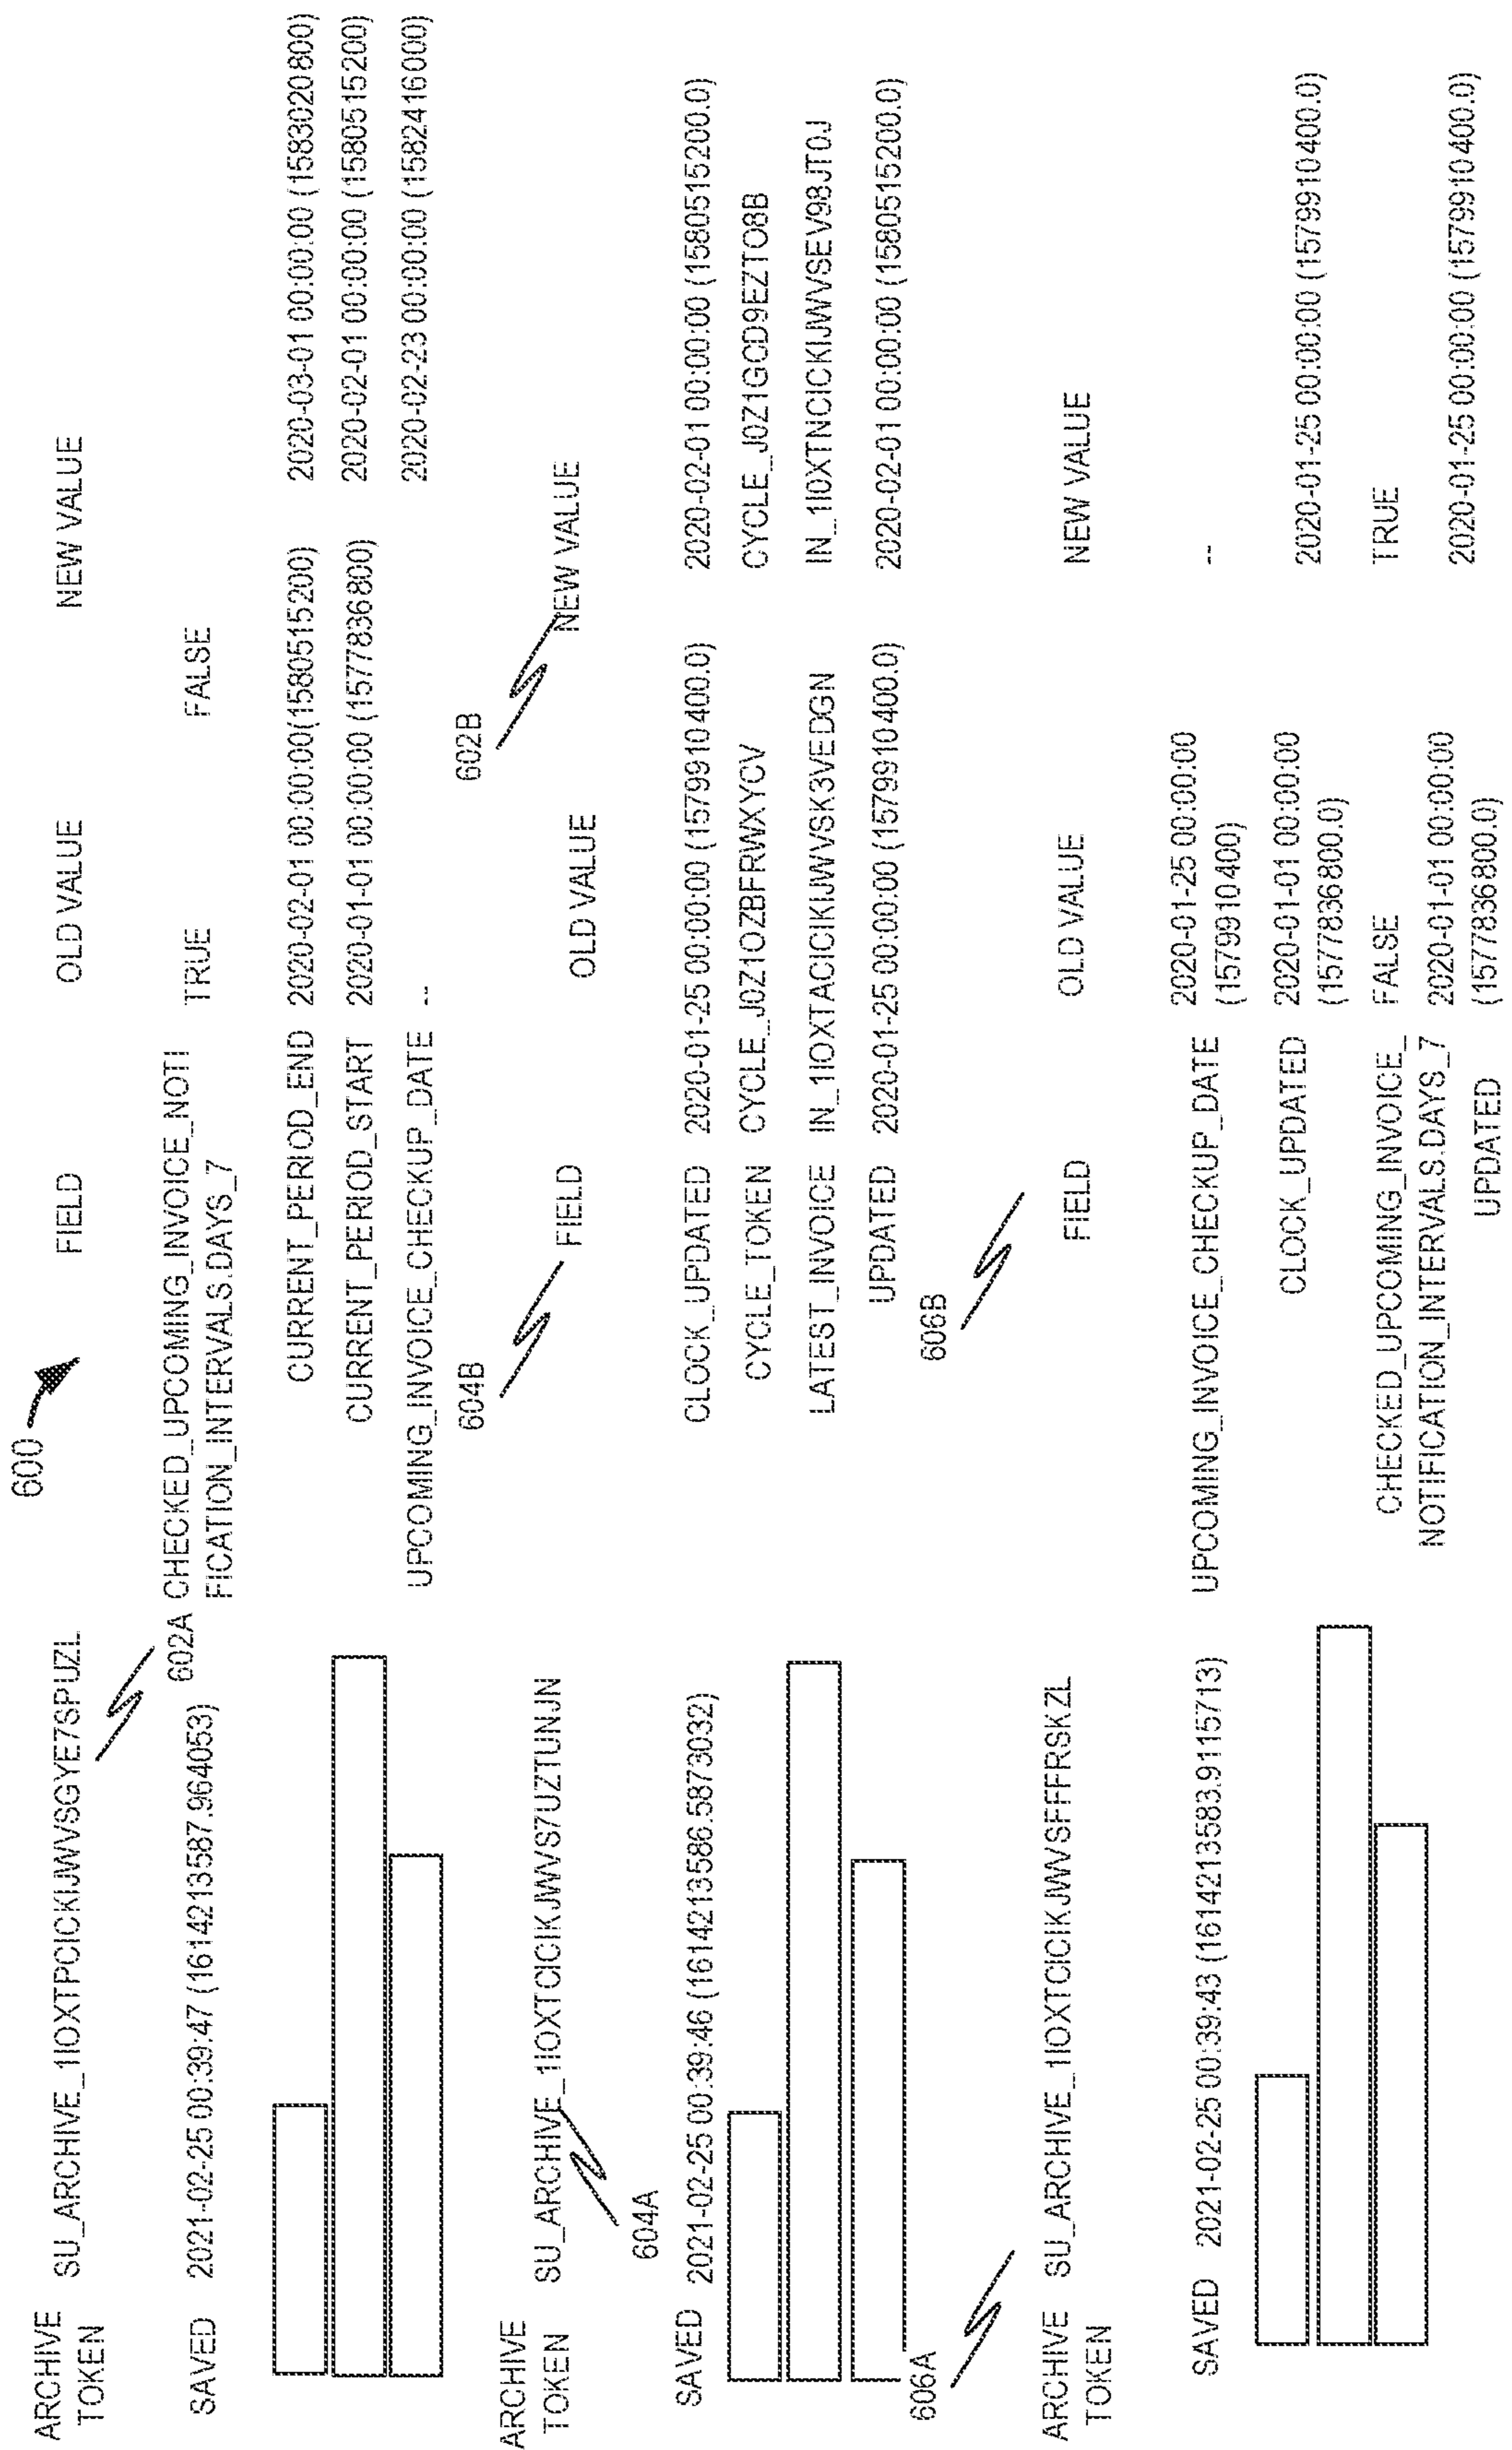 600
ARCHIVE
TOKEN
SU_ARCHIVE_1IOXTPCICKIJWVSGYE7SPUZL
602A
SAVED 2021-02-25 00:39:47 (1614213587.964053)
FIELD OLD VALUE NEW VALUE
CHECKED_UPCOMING_INVOICE_NOTI
FICATION_INTERVALS.DAYS_7
TRUE FALSE
CURRENT_PERIOD_END 2020-02-01 00:00:00(1580515200) 2020-03-01 00:00:00 (1583020800)
CURRENT_PERIOD_START 2020-01-01 00:00:00 (1577836800) 2020-02-01 00:00:00 (1580515200)
UPCOMING_INVOICE_CHECKUP_DATE -- 2020-02-23 00:00:00 (1582416000)
604B
602B
ARCHIVE
TOKEN
SU_ARCHIVE_1IOXTCICIKJWVS7UZTUNJN
604A
SAVED 2021-02-25 00:39:46 (1614213586.5873032)
FIELD OLD VALUE NEW VALUE
CLOCK_UPDATED 2020-01-25 00:00:00 (1579910400.0) 2020-02-01 00:00:00 (1580515200.0)
CYCLE_TOKEN CYCLE_J0Z1OZBFRWXYCV CYCLE_J0Z1GCD9EZTO8B
LATEST_INVOICE IN_1IOXTACICIKIJWVSK3VEDGN IN_1I0XTNCICKIJWVSEV98JT0J
UPDATED 2020-01-25 00:00:00 (1579910400.0) 2020-02-01 00:00:00 (1580515200.0)
606A
606B
ARCHIVE
TOKEN
SU_ARCHIVE_1IOXTCICIKJWVSFFFRSKZL
SAVED 2021-02-25 00:39:43 (1614213583.9115713)
FIELD OLD VALUE NEW VALUE
UPCOMING_INVOICE_CHECKUP_DATE 2020-01-25 00:00:00 --
(1579910400)
CLOCK_UPDATED 2020-01-01 00:00:00 2020-01-25 00:00:00 (1579910400.0)
(1577836800.0)
CHECKED_UPCOMING_INVOICE_ FALSE TRUE
NOTIFICATION_INTERVALS.DAYS_7
UPDATED
2020-01-01 00:00:00 2020-01-25 00:00:00 (1579910400.0)
(1577836800.0)